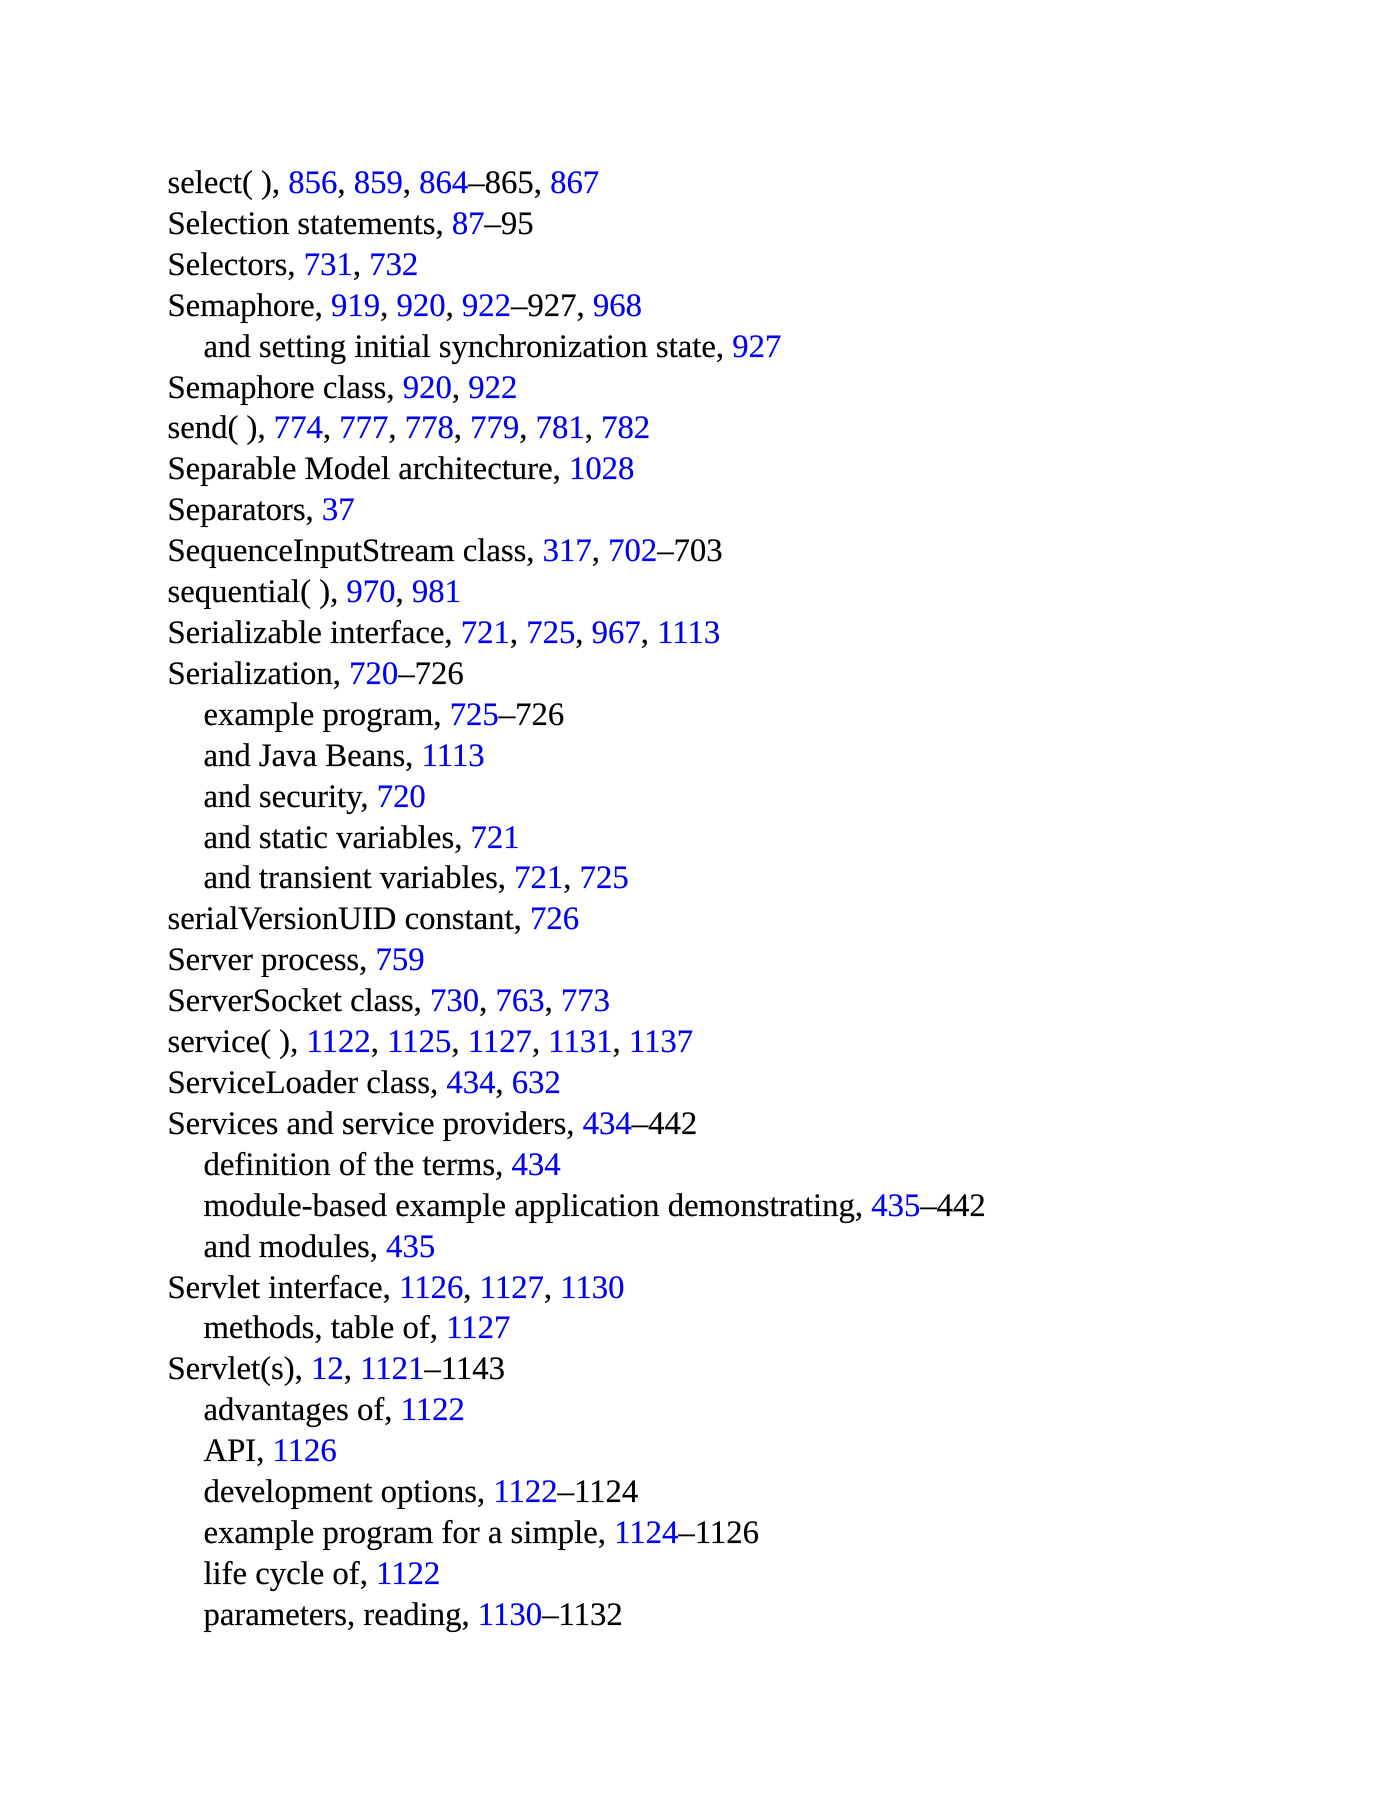 select( ), 856, 859, 864–865, 867
Selection statements, 87–95
Selectors, 731, 732
Semaphore, 919, 920, 922–927, 968
and setting initial synchronization state, 927
Semaphore class, 920, 922
send( ), 774, 777, 778, 779, 781, 782
Separable Model architecture, 1028
Separators, 37
SequenceInputStream class, 317, 702–703
sequential( ), 970, 981
Serializable interface, 721, 725, 967, 1113
Serialization, 720–726
example program, 725–726
and Java Beans, 1113
and security, 720
and static variables, 721
and transient variables, 721, 725
serialVersionUID constant, 726
Server process, 759
ServerSocket class, 730, 763, 773
service( ), 1122, 1125, 1127, 1131, 1137
ServiceLoader class, 434, 632
Services and service providers, 434–442
definition of the terms, 434
module-based example application demonstrating, 435–442
and modules, 435
Servlet interface, 1126, 1127, 1130
methods, table of, 1127
Servlet(s), 12, 1121–1143
advantages of, 1122
API, 1126
development options, 1122–1124
example program for a simple, 1124–1126
life cycle of, 1122
parameters, reading, 1130–1132